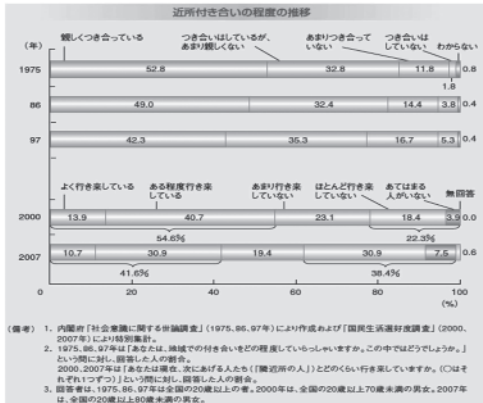 近所付き合いの程度の推移
(年)
親しくつき合っている
つき合いはしているが、
あまり親しくない
あまりつき合って
いない
つき合いは
していない
わからない
1975
52.8
32.8
11.8
1.8
0.8
86
49.0
32.4
14.4
3.8
0.4
97
42.3
35.3
16.7
5.3
0.4
よく行き来している
ある程度行き来
している
あまり行き来
していない
ほとんど行き来
していない
あてはまる
人がいない
無回答
2000
13.9
40.7
23.1
18.4
3.9
0.0
54.6%
22.3%
2007
10.7
30.9
19.4
30.9
7.5
0.6
41.6%
38.4%
0 20 40 60 80 100
(%)
(備考) 1. 内閣府「社会意識に関する世論調査」(1975、86、97年)により作成および「国民生活選好度調査」(2000、
2007年)により特別集計。
2. 1975、86、97年は「あなたは、地域での付き合いをどの程度していらっしゃいますか。この中ではどうでしょうか。」
という問に対し、回答した人の割合。
2000、2007年は「あなたは現在、次にあげる人たち(「隣近所の人」)とどのくらい行き来していますか。(○はそ
れぞれ1つずつ)」という問に対し、回答した人の割合。
3. 回答者は、1975、86、97年は全国の20歳以上の者。2000年は、全国の20歳以上70歳未満の男女。2007年
は、全国の20歳以上80歳未満の男女。